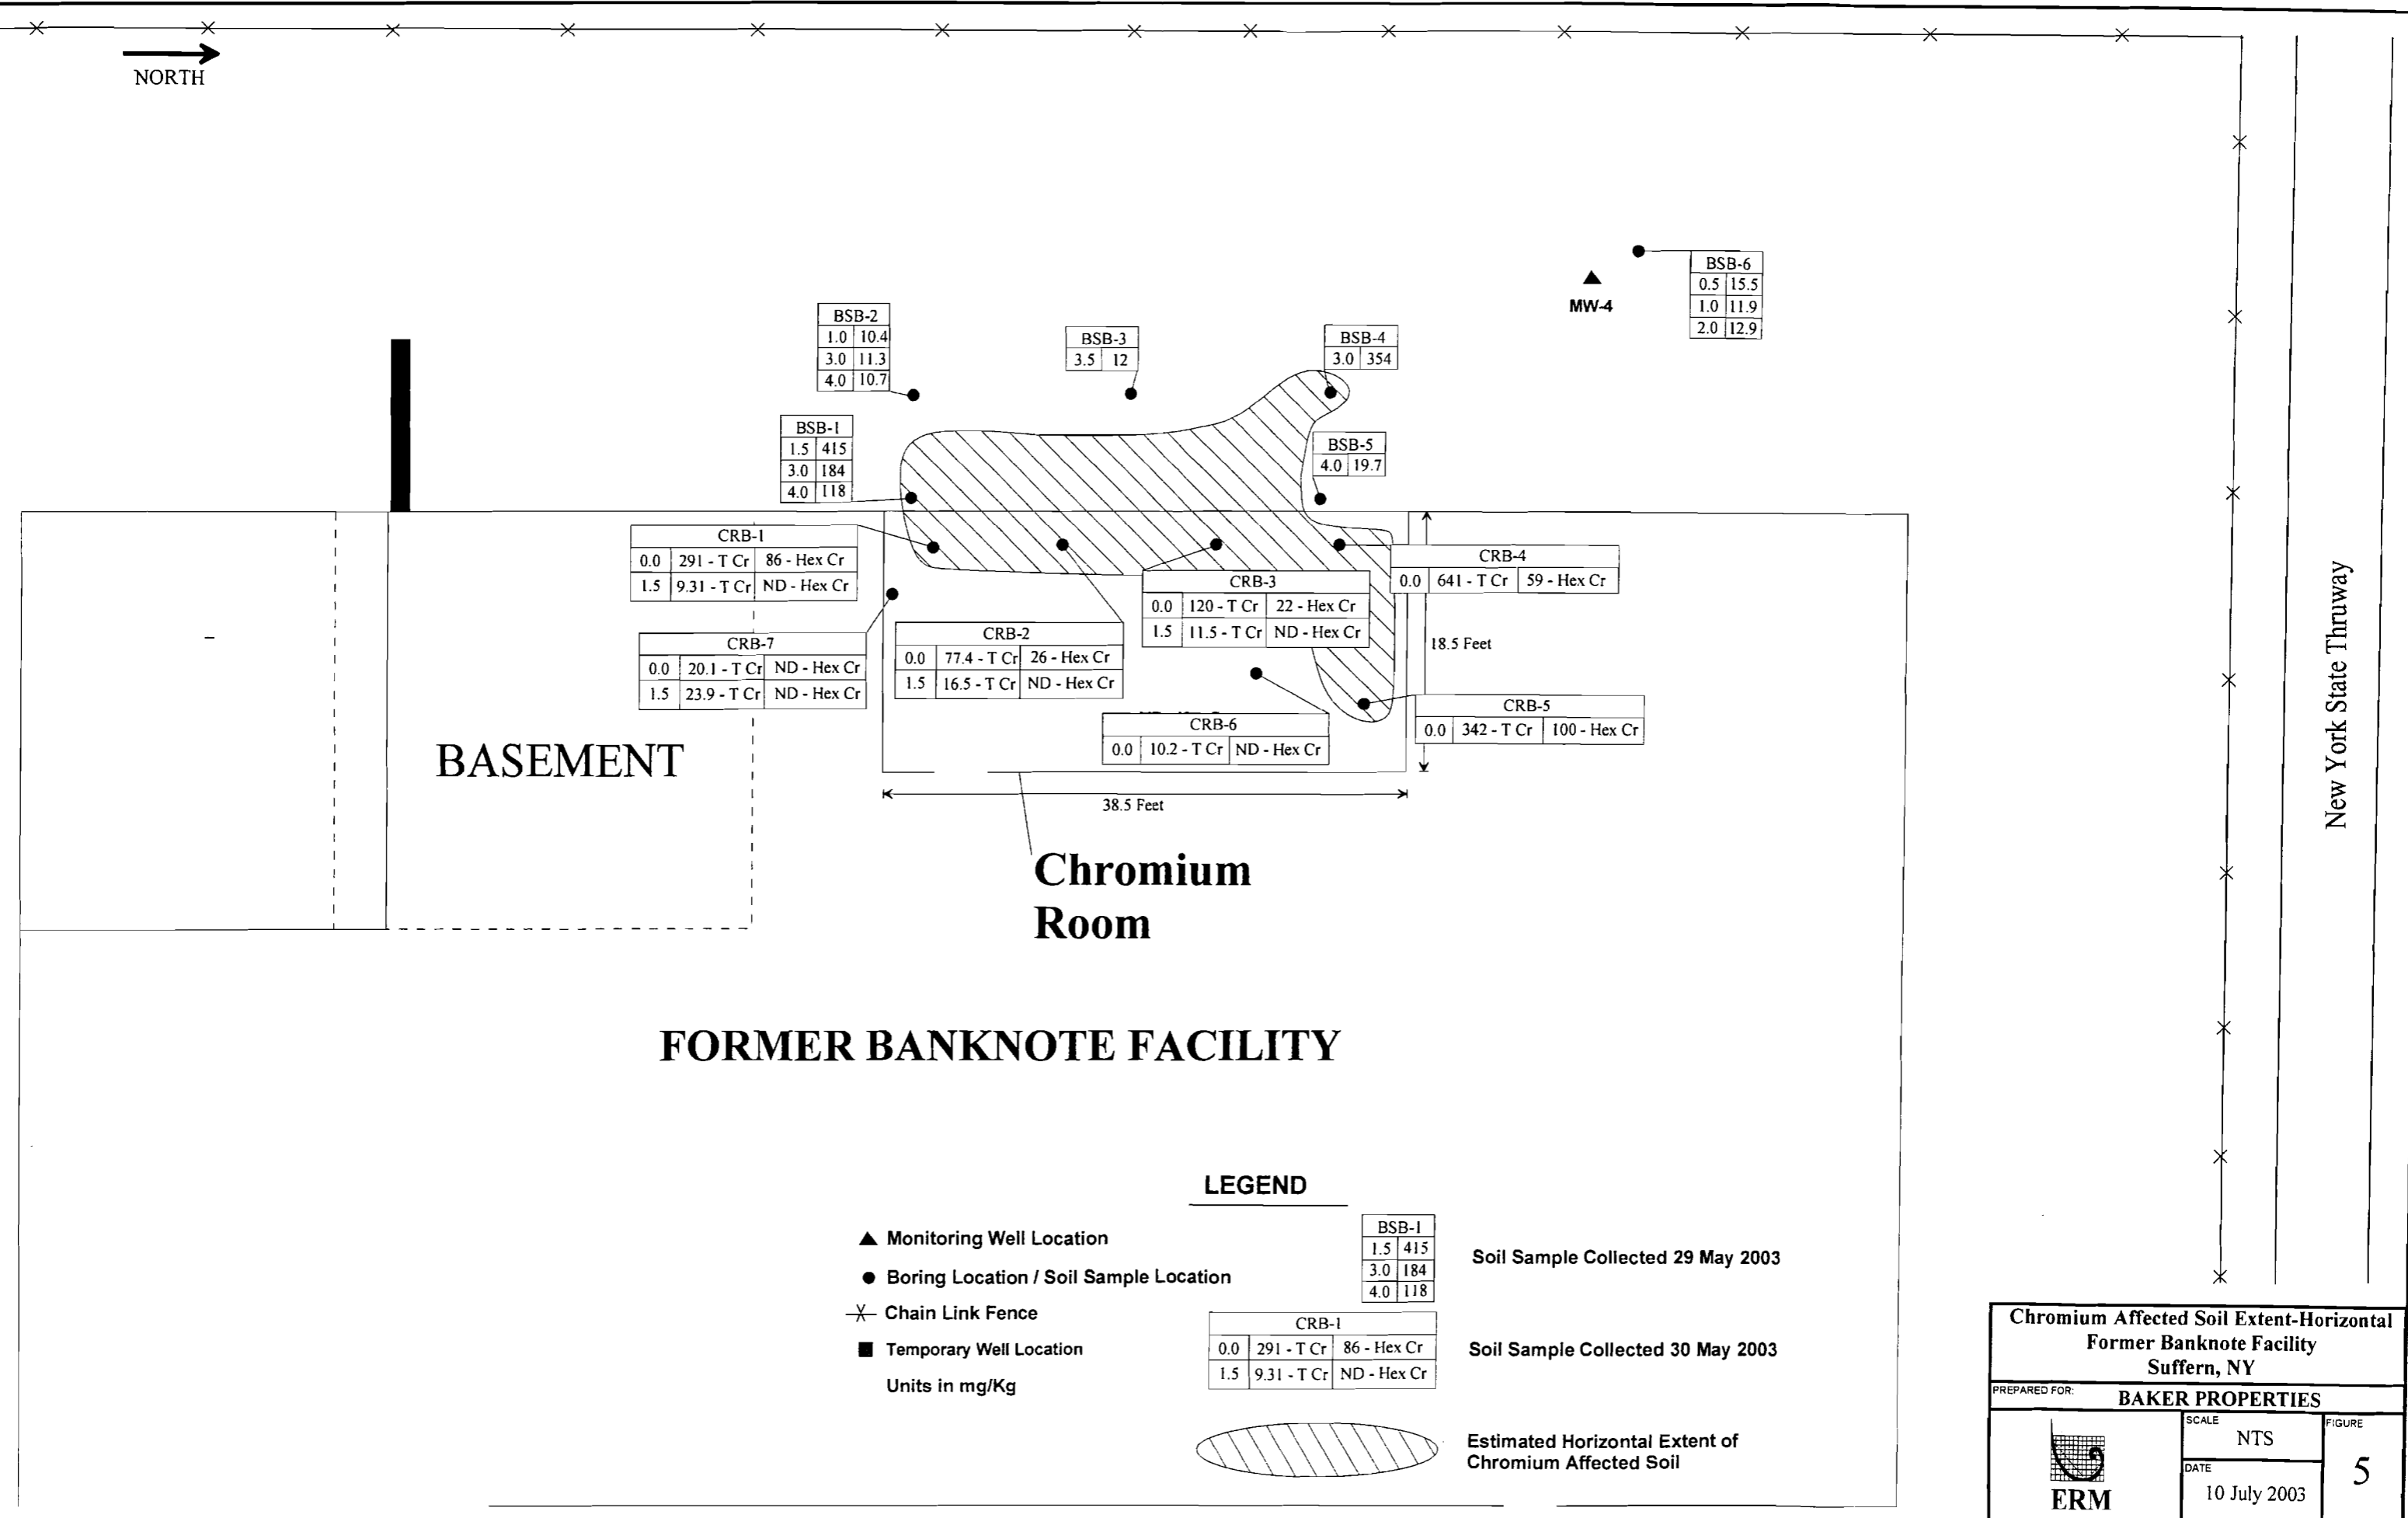 NORTH
BSB-6
0.5 15.5
1.0 11.9
2.0 12.9
MW-4
BSB-2
1.0 10.4
3.0 11.3
4.0 10.7
BSB-3
3.5 12
BSB-4
3.0 354
BSB-1
1.5 415
3.0 184
4.0 118
BSB-5
4.0 19.7
CRB-1
0.0 291 - T Cr 86 - Hex Cr
1.5 9.31 - T Cr ND - Hex Cr
CRB-4
0.0 641 - T Cr 59 - Hex Cr
CRB-3
0.0 120 - T Cr 22 - Hex Cr
1.5 11.5 - T Cr ND - Hex Cr
CRB-7
0.0 20.1 - T Cr ND - Hex Cr
1.5 23.9 - T Cr ND - Hex Cr
CRB-2
0.0 77.4 - T Cr 26 - Hex Cr
1.5 16.5 - T Cr ND - Hex Cr
18.5 Feet
CRB-5
0.0 342 - T Cr 100 - Hex Cr
CRB-6
0.0 10.2 - T Cr ND - Hex Cr
BASEMENT
38.5 Feet
New York State Thruway
Chromium
Room
FORMER BANKNOTE FACILITY
LEGEND
Monitoring Well Location
Boring Location / Soil Sample Location
Chain Link Fence
Temporary Well Location
Units in mg/Kg
BSB-1
1.5 415
3.0 184
4.0 118
Soil Sample Collected 29 May 2003
CRB-1
0.0 291 - T Cr 86 - Hex Cr
1.5 9.31 - T Cr ND - Hex Cr
Soil Sample Collected 30 May 2003
Estimated Horizontal Extent of
Chromium Affected Soil
Chromium Affected Soil Extent-Horizontal
Former Banknote Facility
Suffern, NY
PREPARED FOR: BAKER PROPERTIES
ERM
SCALE
NTS
DATE
10 July 2003
FIGURE
5